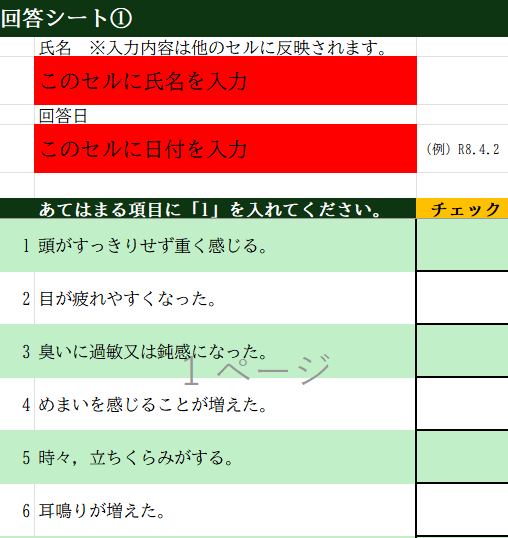 回答シート①
氏名　※入力内容は他のセルに反映されます。
このセルに氏名を入力
回答日
このセルに日付を入力
（例）R8.4.2
あてはまる項目に「1」を入れてください。 チェック
1 頭がすっきりせず重く感じる。
2 目が疲れやすくなった。
3 臭いに過敏又は鈍感になった。
1 ページ
4 めまいを感じることが増えた。
5 時々，立ちくらみがする。
6 耳鳴りが増えた。